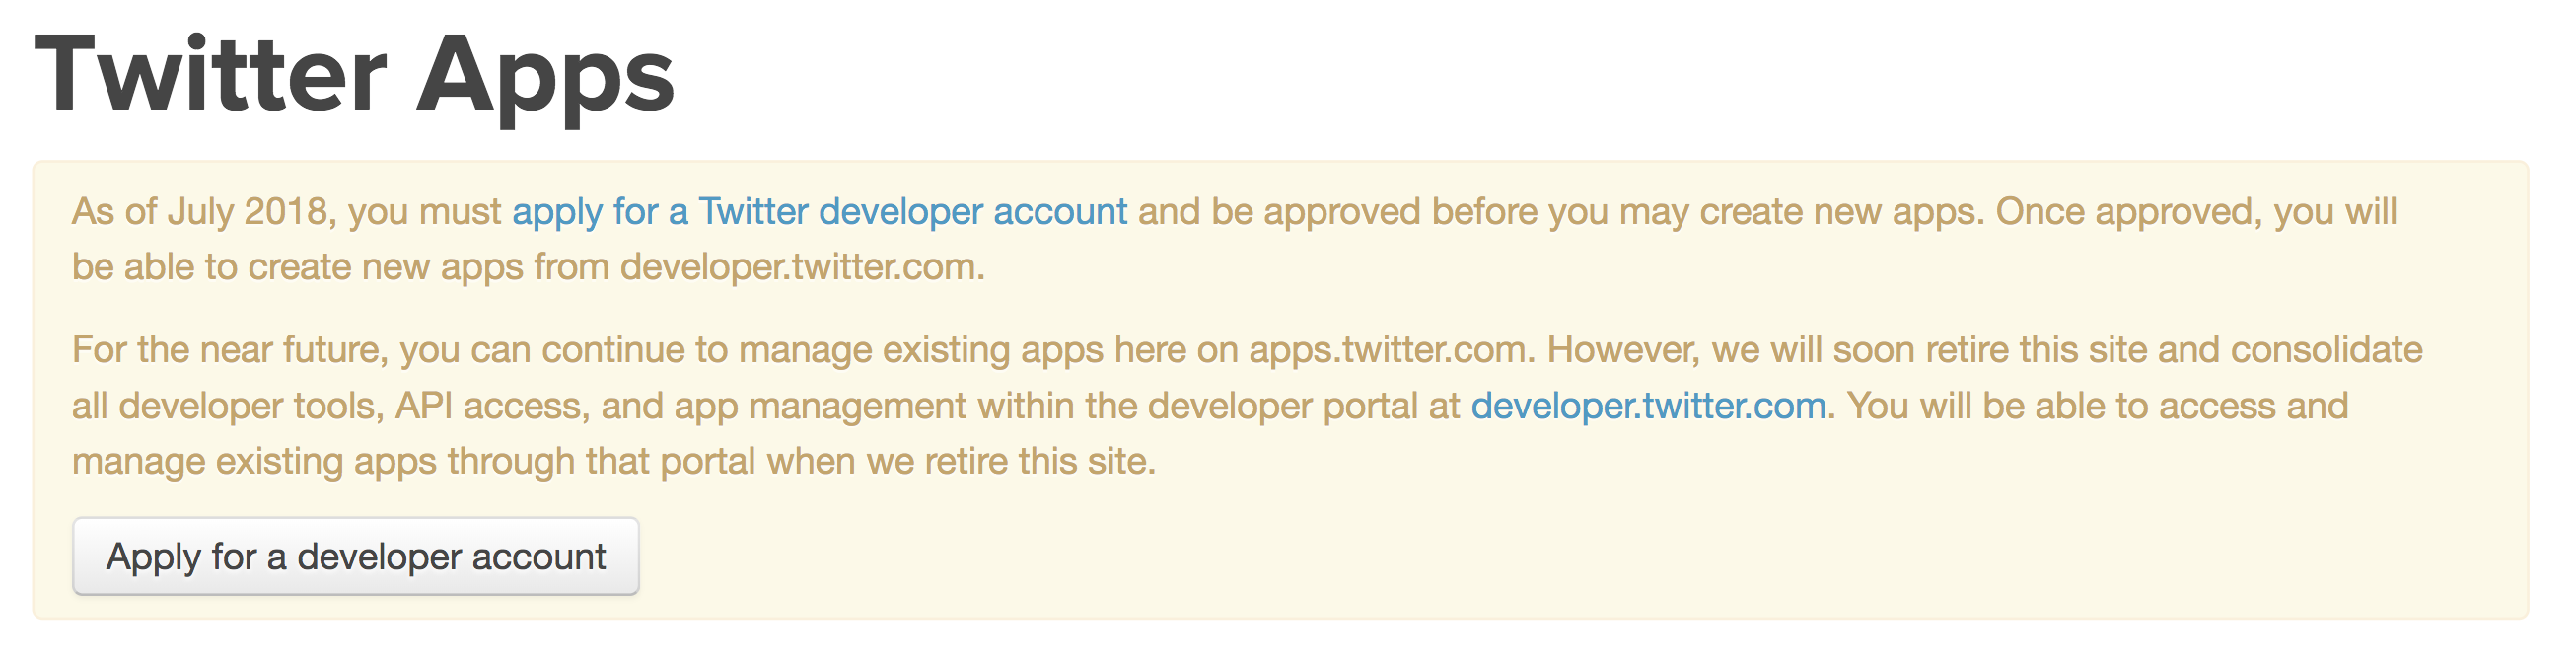 Twitter Apps
As of July 2018, you must apply for a Twitter developer account and be approved before you may create new apps. Once approved, you will
be able to create new apps from developer.twitter.com.
For the near future, you can continue to manage existing apps here on apps.twitter.com. However, we will soon retire this site and consolidate
all developer tools, API access, and app management within the developer portal at developer.twitter.com. You will be able to access and
manage existing apps through that portal when we retire this site.
Apply for a developer account